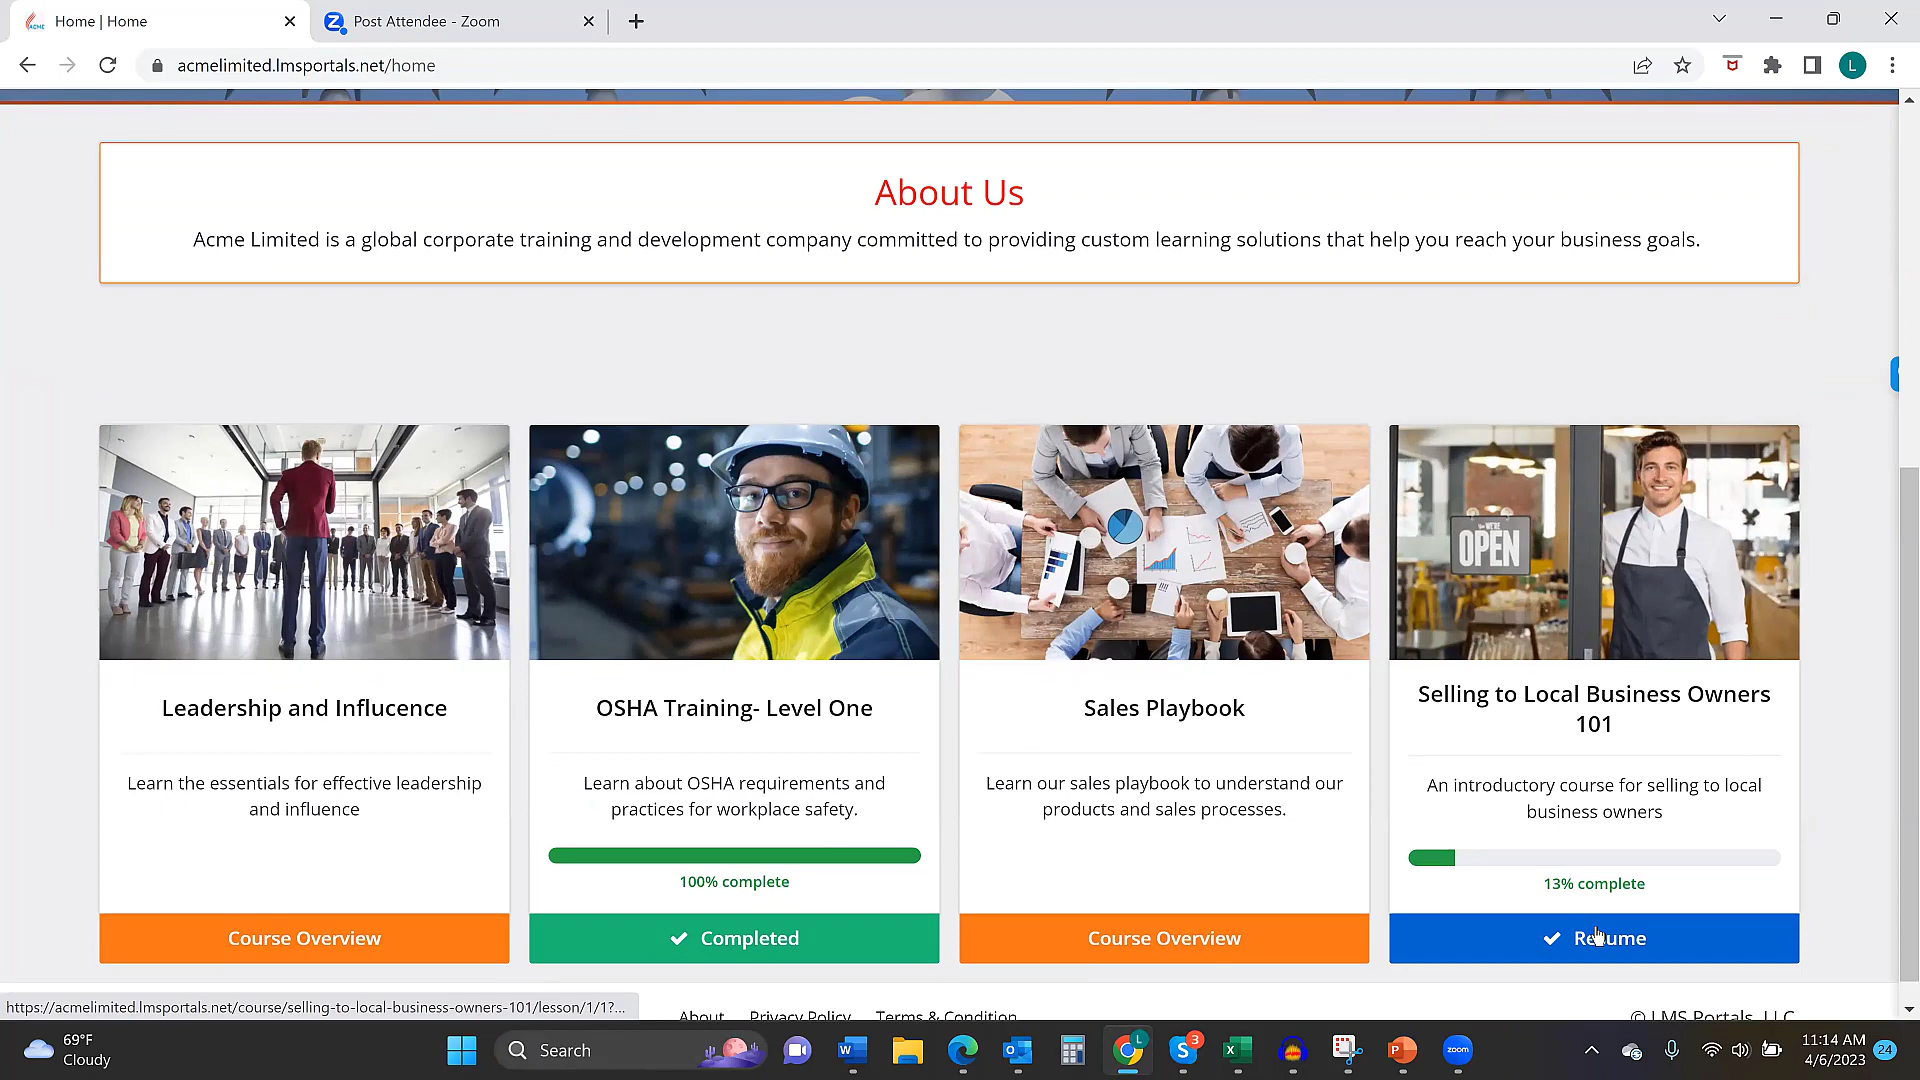 Home | Home
Post Attendee - Zoom
acmelimited.lmsportals.net/home
L
About Us
Acme Limited is a global corporate training and development company committed to providing custom learning solutions that help you reach your business goals.
WE'RE
OPEN
Leadership and Influcence
Learn the essentials for effective leadership
and influence
Course Overview
OSHA Training- Level One
Learn about OSHA requirements and
practices for workplace safety.
100% complete
Completed
Sales Playbook
Learn our sales playbook to understand our
products and sales processes.
Course Overview
Selling to Local Business Owners
101
An introductory course for selling to local
business owners
13% complete
Resume
https://acmelimited.lmsportals.net/course/selling-to-local-business-owners-101/lesson/1/1?...
About Privacy Policy Terms & Condition
© LMS Portals, LLC
69°F
Cloudy
Search
L
3
zoom
11:14 AM
4/6/2023
24